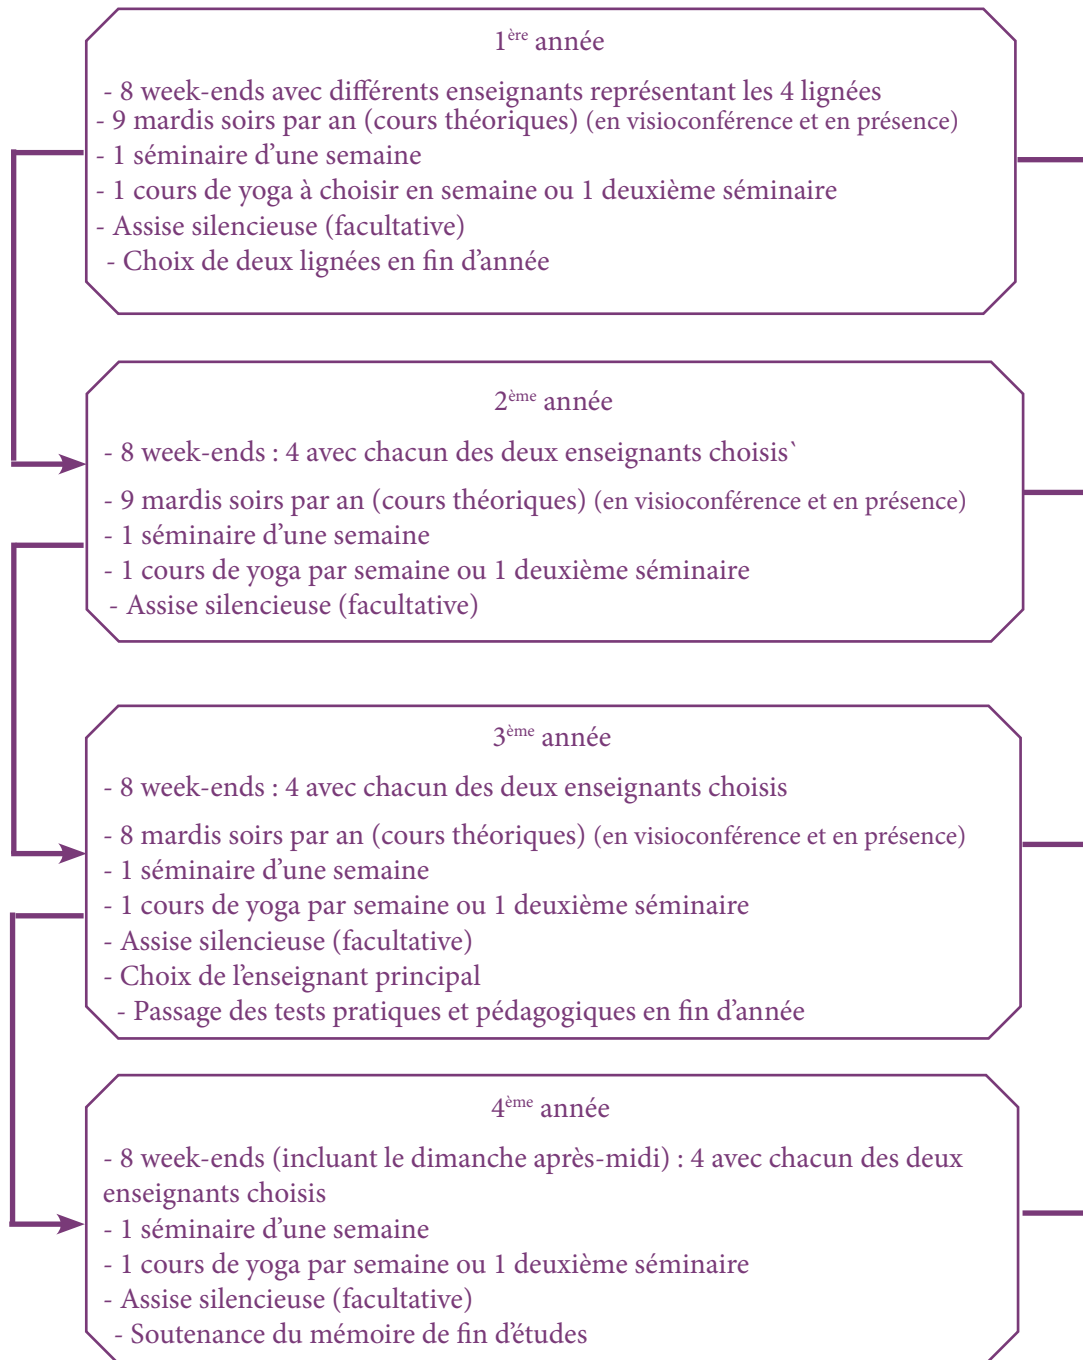 1ère année
- 8 week-ends avec différents enseignants représentant les 4 lignées
- 9 mardis soirs par an (cours théoriques) (en visioconférence et en présence)
- 1 séminaire d'une semaine
- 1 cours de yoga à choisir en semaine ou 1 deuxième séminaire
- Assise silencieuse (facultative)
- Choix de deux lignées en fin d'année
2ème année
- 8 week-ends : 4 avec chacun des deux enseignants choisis`
- 9 mardis soirs par an (cours théoriques) (en visioconférence et en présence)
- 1 séminaire d'une semaine
- 1 cours de yoga par semaine ou 1 deuxième séminaire
- Assise silencieuse (facultative)
3ème année
- 8 week-ends : 4 avec chacun des deux enseignants choisis
- 8 mardis soirs par an (cours théoriques) (en visioconférence et en présence)
- 1 séminaire d'une semaine
- 1 cours de yoga par semaine ou 1 deuxième séminaire
- Assise silencieuse (facultative)
- Choix de l'enseignant principal
- Passage des tests pratiques et pédagogiques en fin d'année
4ème année
- 8 week-ends (incluant le dimanche après-midi) : 4 avec chacun des deux
enseignants choisis
- 1 séminaire d'une semaine
- 1 cours de yoga par semaine ou 1 deuxième séminaire
- Assise silencieuse (facultative)
- Soutenance du mémoire de fin d'études